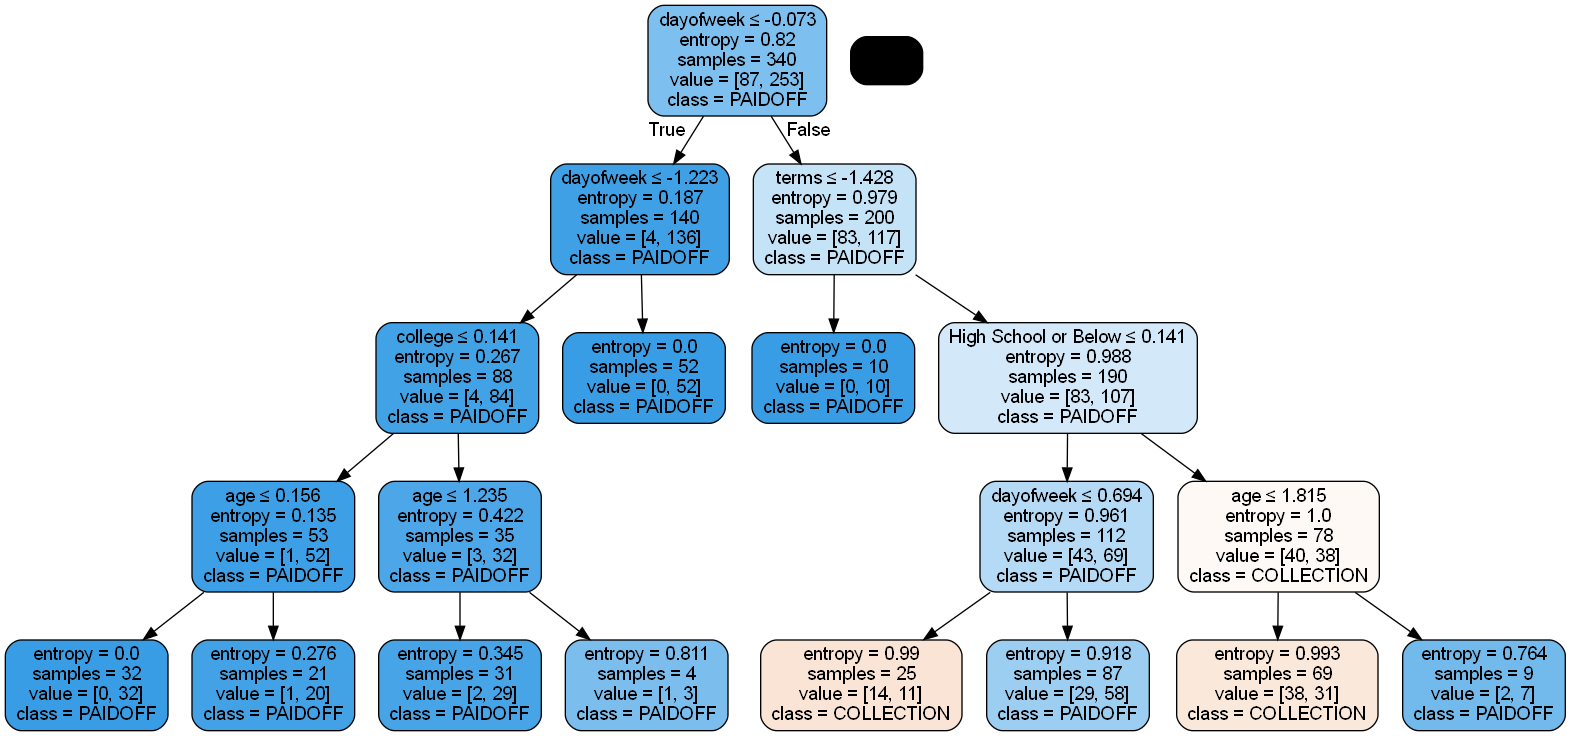 dayofweek ≤ -0.073
entropy = 0.82
samples = 340
value = [87, 253]
class = PAIDOFF
True
False
dayofweek ≤ -1.223
entropy = 0.187
samples = 140
value = [4, 136]
class = PAIDOFF
terms ≤ -1.428
entropy = 0.979
samples = 200
value = [83, 117]
class = PAIDOFF
college ≤ 0.141
entropy = 0.267
samples = 88
value = [4, 84]
class = PAIDOFF
entropy = 0.0
samples = 52
value = [0, 52]
class = PAIDOFF
entropy = 0.0
samples = 10
value = [0, 10]
class = PAIDOFF
High School or Below ≤ 0.141
entropy = 0.988
samples = 190
value = [83, 107]
class = PAIDOFF
age ≤ 0.156
entropy = 0.135
samples = 53
value = [1, 52]
class = PAIDOFF
age ≤ 1.235
entropy = 0.422
samples = 35
value = [3, 32]
class = PAIDOFF
dayofweek ≤ 0.694
entropy = 0.961
samples = 112
value = [43, 69]
class = PAIDOFF
age ≤ 1.815
entropy = 1.0
samples = 78
value = [40, 38]
class = COLLECTION
entropy = 0.0
samples = 32
value = [0, 32]
class = PAIDOFF
entropy = 0.276
samples = 21
value = [1, 20]
class = PAIDOFF
entropy = 0.345
samples = 31
value = [2, 29]
class = PAIDOFF
entropy = 0.811
samples = 4
value = [1, 3]
class = PAIDOFF
entropy = 0.99
samples = 25
value = [14, 11]
class = COLLECTION
entropy = 0.918
samples = 87
value = [29, 58]
class = PAIDOFF
entropy = 0.993
samples = 69
value = [38, 31]
class = COLLECTION
entropy = 0.764
samples = 9
value = [2, 7]
class = PAIDOFF